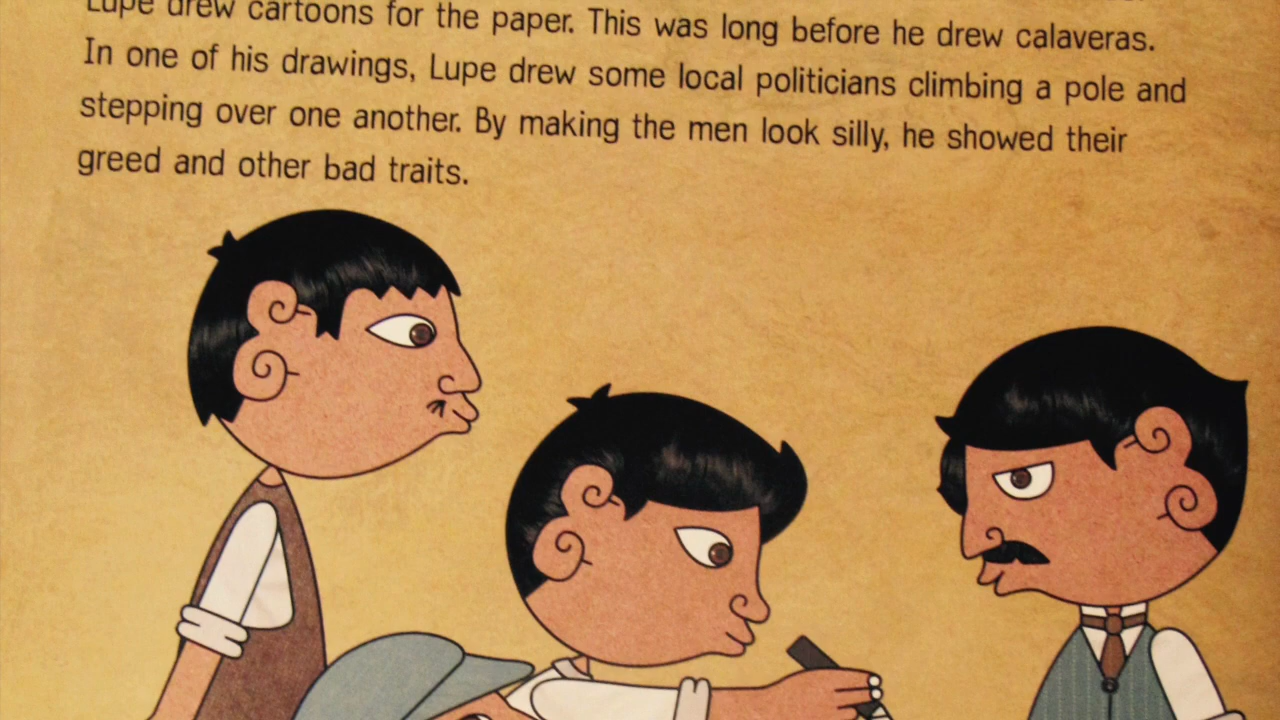 Lupe drew cartoons for the paper. This was long before he drew calaveras.
In one of his drawings, Lupe drew some local politicians climbing a pole and
stepping over one another. By making the men look silly, he showed their
greed and other bad traits.